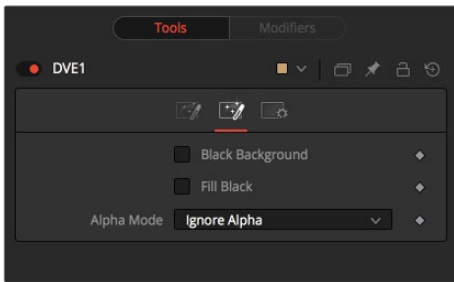 Tools Modifiers
DVE1
Black Background
Fill Black
Alpha Mode Ignore Alpha